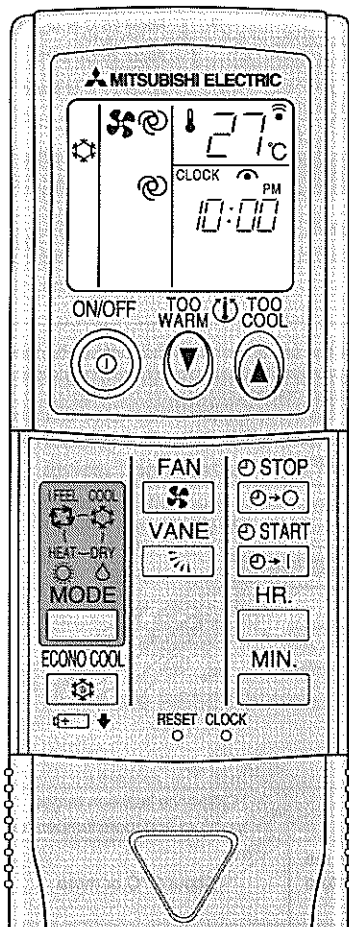 MITSUBISHI ELECTRIC
27°C
CLOCK
PM
10:00
ON/OFF
TOO WARM
TOO COOL
FAN
STOP
I FEEL COOL
VANE
START
HEAT DRY
MODE
HR.
ECONO COOL
MIN.
RESET CLOCK